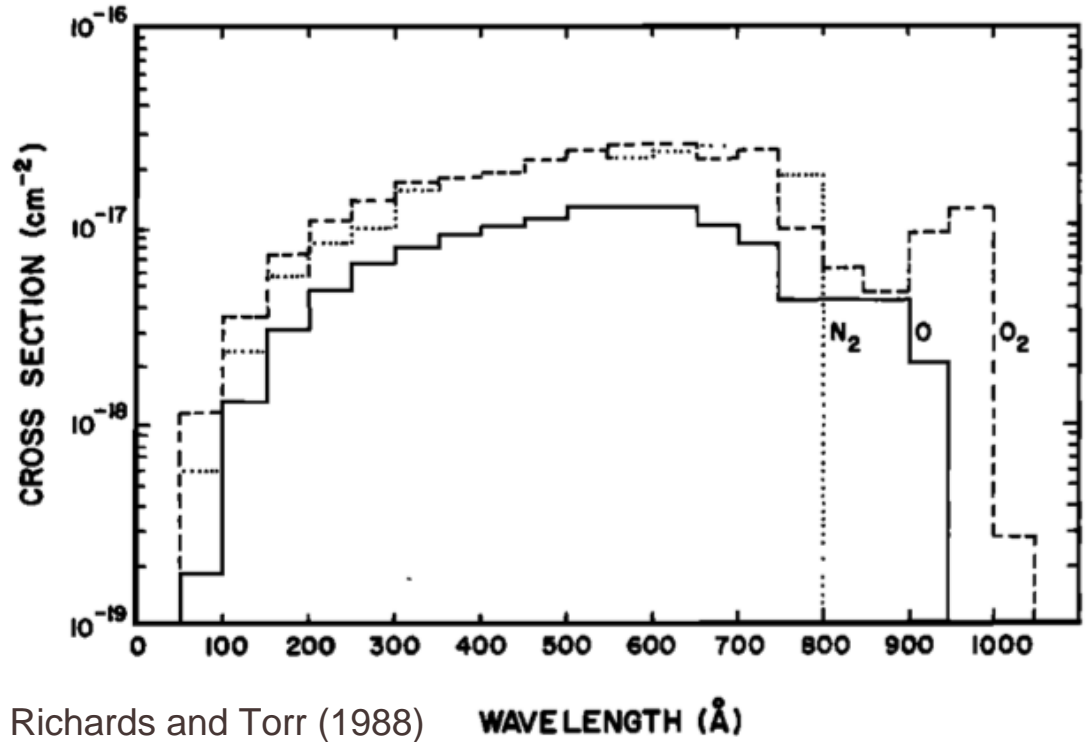 10⁻¹⁶
10⁻¹⁷
10⁻¹⁸
10⁻¹⁹
CROSS SECTION (cm⁻²)
N₂ O O₂
0 100 200 300 400 500 600 700 800 900 1000
Richards and Torr (1988) WAVELENGTH (Å)